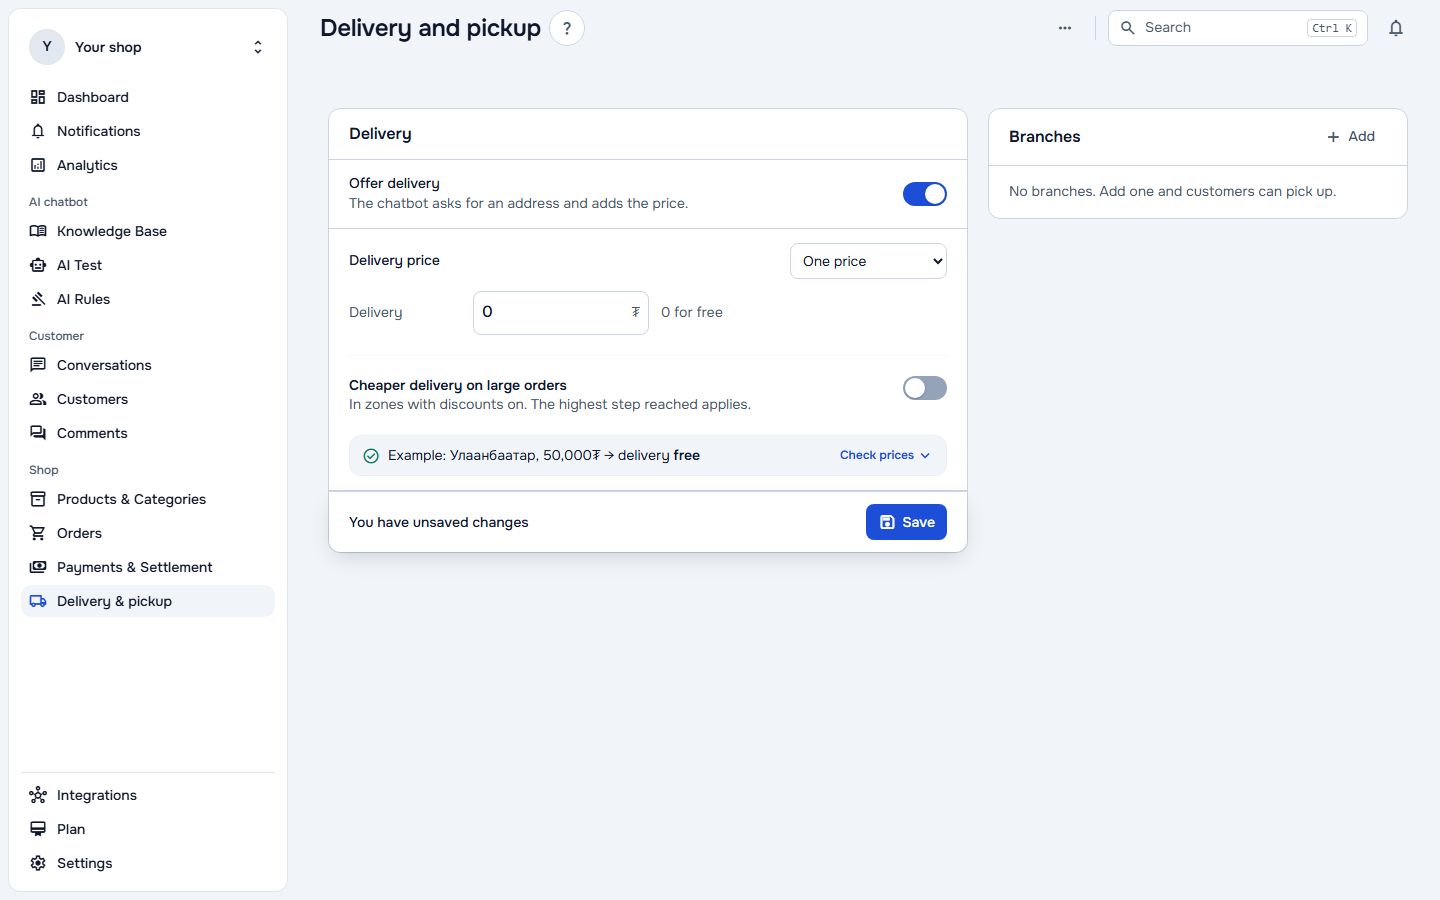 Y
Your shop
Dashboard
Notifications
Analytics
AI chatbot
Knowledge Base
AI Test
AI Rules
Customer
Conversations
Customers
Comments
Shop
Products & Categories
Orders
Payments & Settlement
Delivery & pickup
Integrations
Plan
Settings
Delivery and pickup ?
Search Ctrl K
Delivery
Offer delivery
The chatbot asks for an address and adds the price.
Delivery price One price
Delivery 0 ₮ 0 for free
Cheaper delivery on large orders
In zones with discounts on. The highest step reached applies.
Example: Улаанбаатар, 50,000₮ → delivery free Check prices
You have unsaved changes Save
Branches + Add
No branches. Add one and customers can pick up.